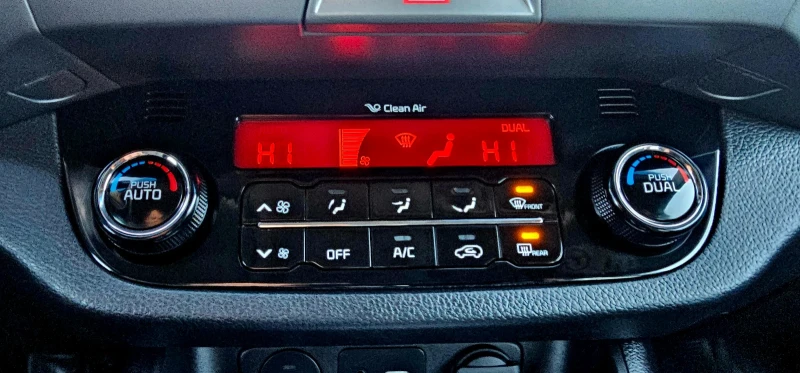 Clean Air
DUAL
HI HI
PUSH
AUTO
PUSH
DUAL
FRONT
OFF A/C REAR